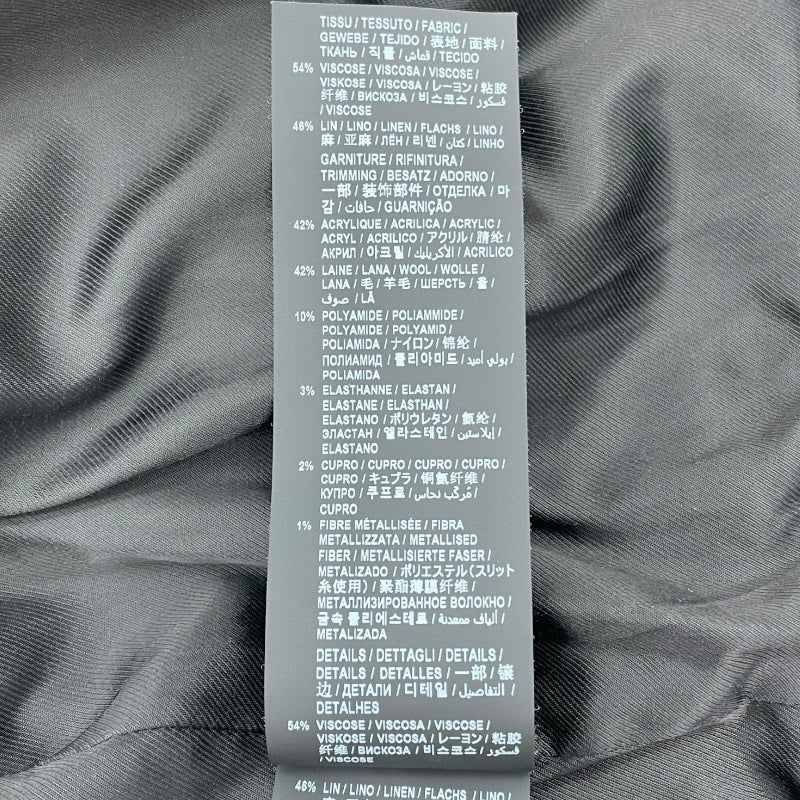 TISSU / TESSUTO / FABRIC /
GEWEBE / TEJIDO / 表地 / 面料 /
ТКАНЬ / 직물 / قماش / TECIDO
54% VISCOSE / VISCOSA / VISCOSE /
VISKOSE / VISCOSA / レーヨン / 粘胶
纤维 / ВИСКОЗА / 비스코스 / فسكوز
/ VISCOSE
46% LIN / LINO / LINEN / FLACHS / LINO /
麻 / 亚麻 / ЛЁН / 리넨 / كتان / LINHO
GARNITURE / RIFINITURA /
TRIMMING / BESATZ / ADORNO /
一部 / 装饰部件 / ОТДЕЛКА / 마
감 / حافات / GUARNIÇÃO
42% ACRYLIQUE / ACRILICA / ACRYLIC /
ACRYL / ACRILICO / アクリル / 腈纶 /
АКРИЛ / 아크릴 / الأكريليك / ACRILICO
42% LAINE / LANA / WOOL / WOLLE /
LANA / 毛 / 羊毛 / ШЕРСТЬ / 울
/ صوف / LÃ
10% POLYAMIDE / POLIAMMIDE /
POLYAMIDE / POLYAMID /
POLIAMIDA / ナイロン / 锦纶 /
ПОЛИАМИД / 폴리아미드 / بولي أميد /
POLIAMIDA
3% ELASTHANNE / ELASTAN /
ELASTANE / ELASTHAN /
ELASTANO / ポリウレタン / 氨纶 /
ЭЛАСТАН / 엘라스테인 / إيلاستين /
ELASTANO
2% CUPRO / CUPRO / CUPRO / CUPRO /
CUPRO / キュプラ / 铜氨纤维 /
КУПРО / 쿠프로 / مُركّب نحاس /
CUPRO
1% FIBRE MÉTALLISÉE / FIBRA
METALLIZZATA / METALLISED
FIBER / METALLISIERTE FASER /
METALIZADO / ポリエステル(スリット
糸使用) / 聚酯薄膜纤维 /
МЕТАЛЛИЗИРОВАННОЕ ВОЛОКНО /
금속 폴리에스테르 / ألياف ممعدنة /
METALIZADA
DETAILS / DETTAGLI / DETAILS /
DETAILS / DETALLES / 一部 / 镶
边 / ДЕТАЛИ / 디테일 / التفاصيل /
DETALHES
54% VISCOSE / VISCOSA / VISCOSE /
VISKOSE / VISCOSA / レーヨン / 粘胶
纤维 / ВИСКОЗА / 비스코스 / فسكوز
/ VISCOSE
46% LIN / LINO / LINEN / FLACHS / LINO /